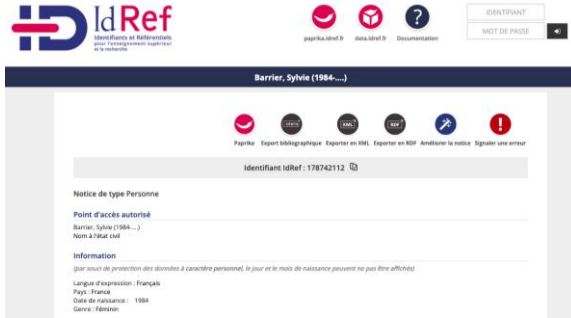 IdRef
Identifiants et Référentiels
pour l'enseignement supérieur
et la recherche
paprika.idref.fr data.idref.fr Documentation
IDENTIFIANT
MOT DE PASSE
Barrier, Sylvie (1984-....)
Paprika Export bibliographique Exporter en XML Exporter en RDF Améliorer la notice Signaler une erreur
Identifiant IdRef : 178742112
Notice de type Personne
Point d'accès autorisé
Barrier, Sylvie (1984-....)
Nom à l'état civil
Information
(par souci de protection des données à caractère personnel, le jour et le mois de naissance peuvent ne pas être affichés)
Langue d'expression : Français
Pays : France
Date de naissance : 1984
Genre : Féminin